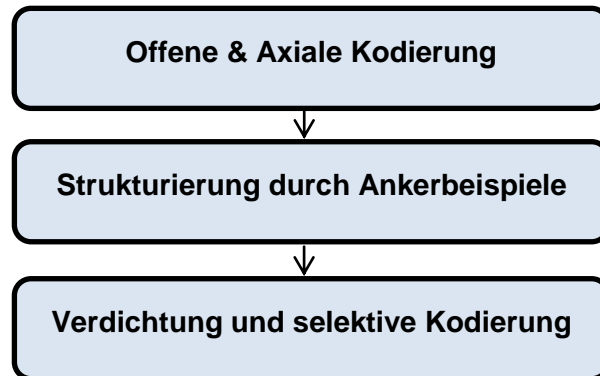 Offene & Axiale Kodierung
Strukturierung durch Ankerbeispiele
Verdichtung und selektive Kodierung